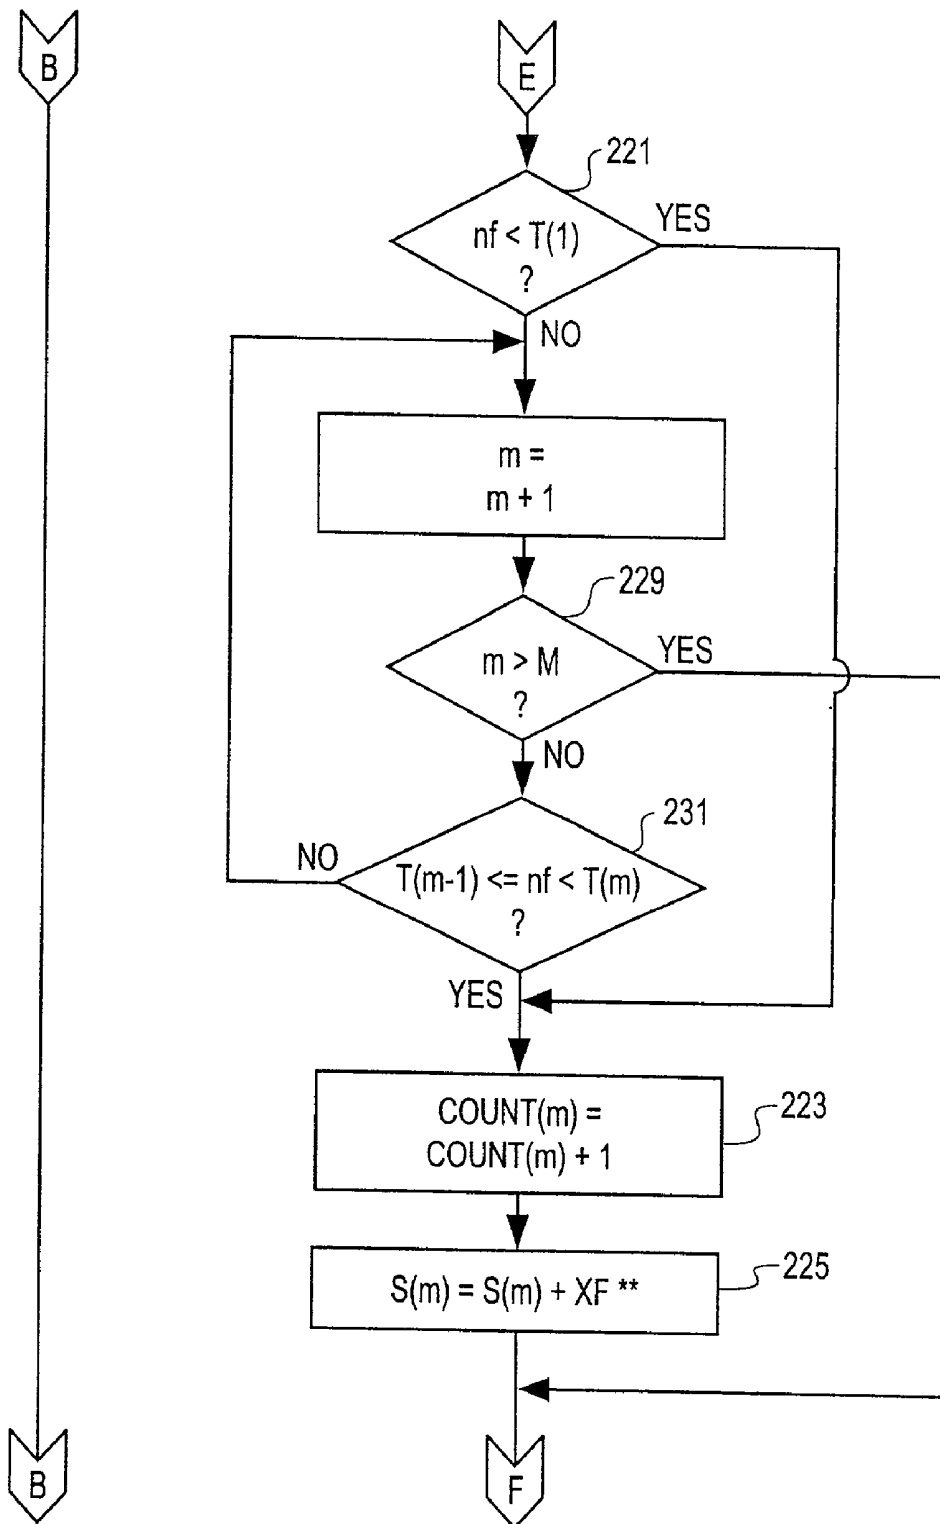 B
E
221
nf < T(1)
?
YES
NO
m =
m + 1
229
m > M
?
YES
NO
231
NO
T(m-1) <= nf < T(m)
?
YES
COUNT(m) =
COUNT(m) + 1
223
S(m) = S(m) + XF **
225
B
F